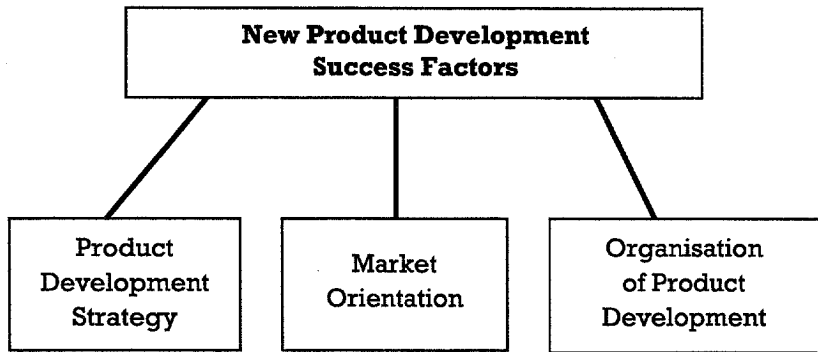 New Product Development
Success Factors
Product
Development
Strategy
Market
Orientation
Organisation
of Product
Development